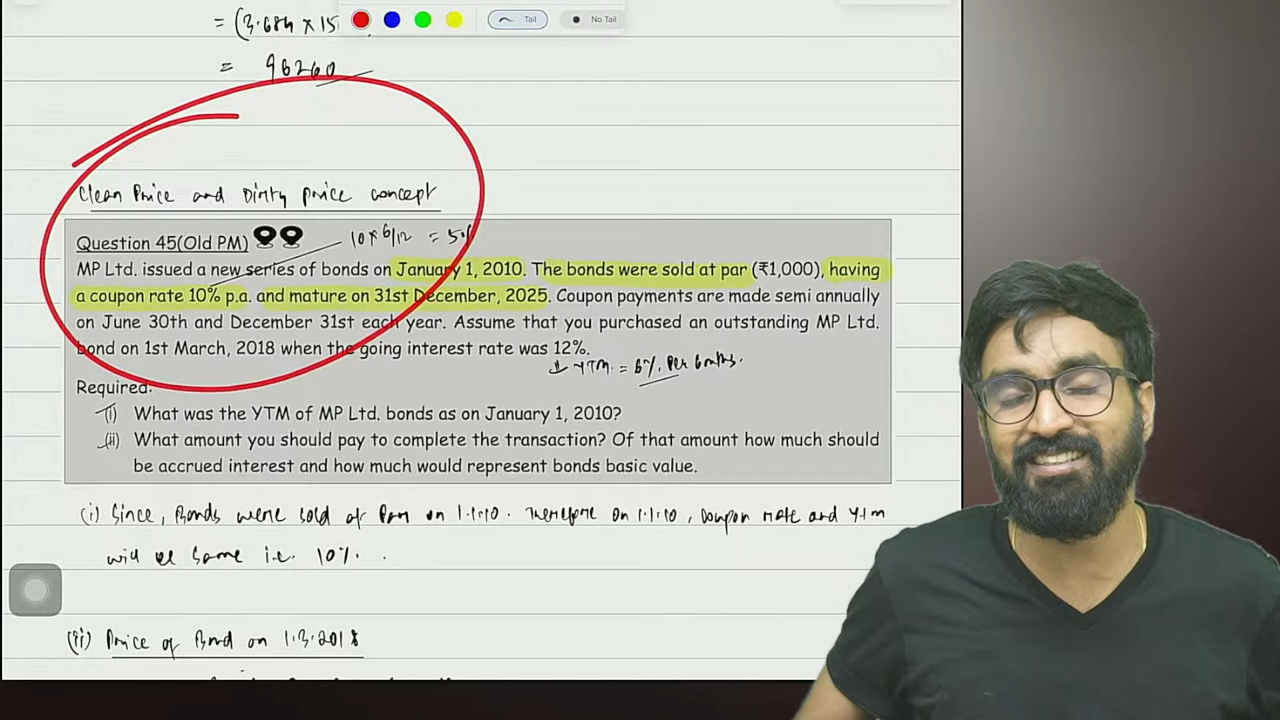 = (3.684 × 15
Tail
No Tail
= 96260
Clean Price and Dirty price concept
Question 45(Old PM)
10 × 6/12 = 5%
MP Ltd. issued a new series of bonds on January 1, 2010. The bonds were sold at par (₹1,000), having
a coupon rate 10% p.a. and mature on 31st December, 2025. Coupon payments are made semi annually
on June 30th and December 31st each year. Assume that you purchased an outstanding MP Ltd.
bond on 1st March, 2018 when the going interest rate was 12%.
YTM = 6% per 6mths.
Required:
(i) What was the YTM of MP Ltd. bonds as on January 1, 2010?
(ii) What amount you should pay to complete the transaction? Of that amount how much should
be accrued interest and how much would represent bonds basic value.
(i) Since, Bonds were sold at Par on 1.1.10. Therefore on 1.1.10, coupon rate and YTM
will be same i.e. 10%.
(ii) Price of Bond on 1.3.2018